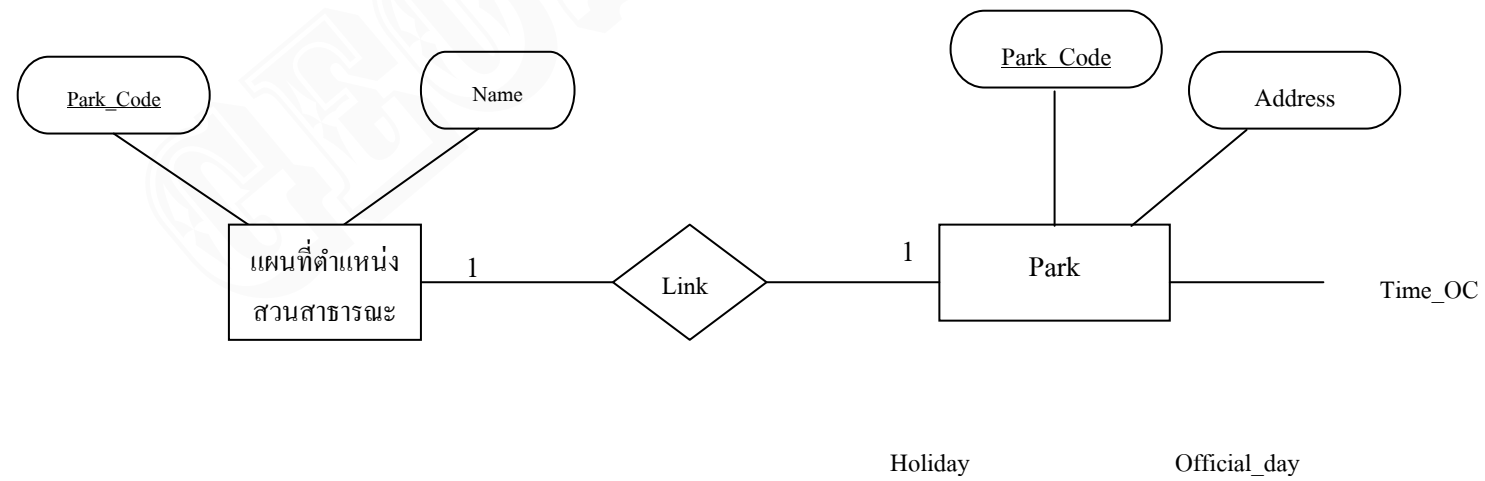 Park_Code
Name
Park_Code
Address
แผนที่ตำแหน่ง
สวนสาธารณะ
1
Link
1
Park
Time_OC
Holiday
Official_day